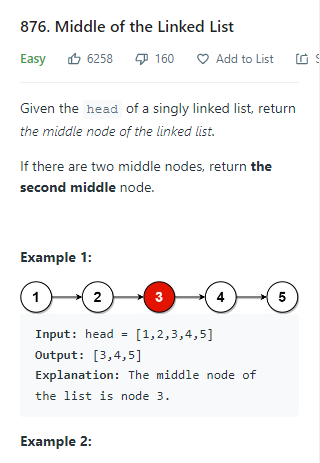 876. Middle of the Linked List
Easy 6258 160 Add to List
Given the head of a singly linked list, return
the middle node of the linked list.
If there are two middle nodes, return the
second middle node.
Example 1:
1 2 3 4 5
Input: head = [1,2,3,4,5]
Output: [3,4,5]
Explanation: The middle node of
the list is node 3.
Example 2: